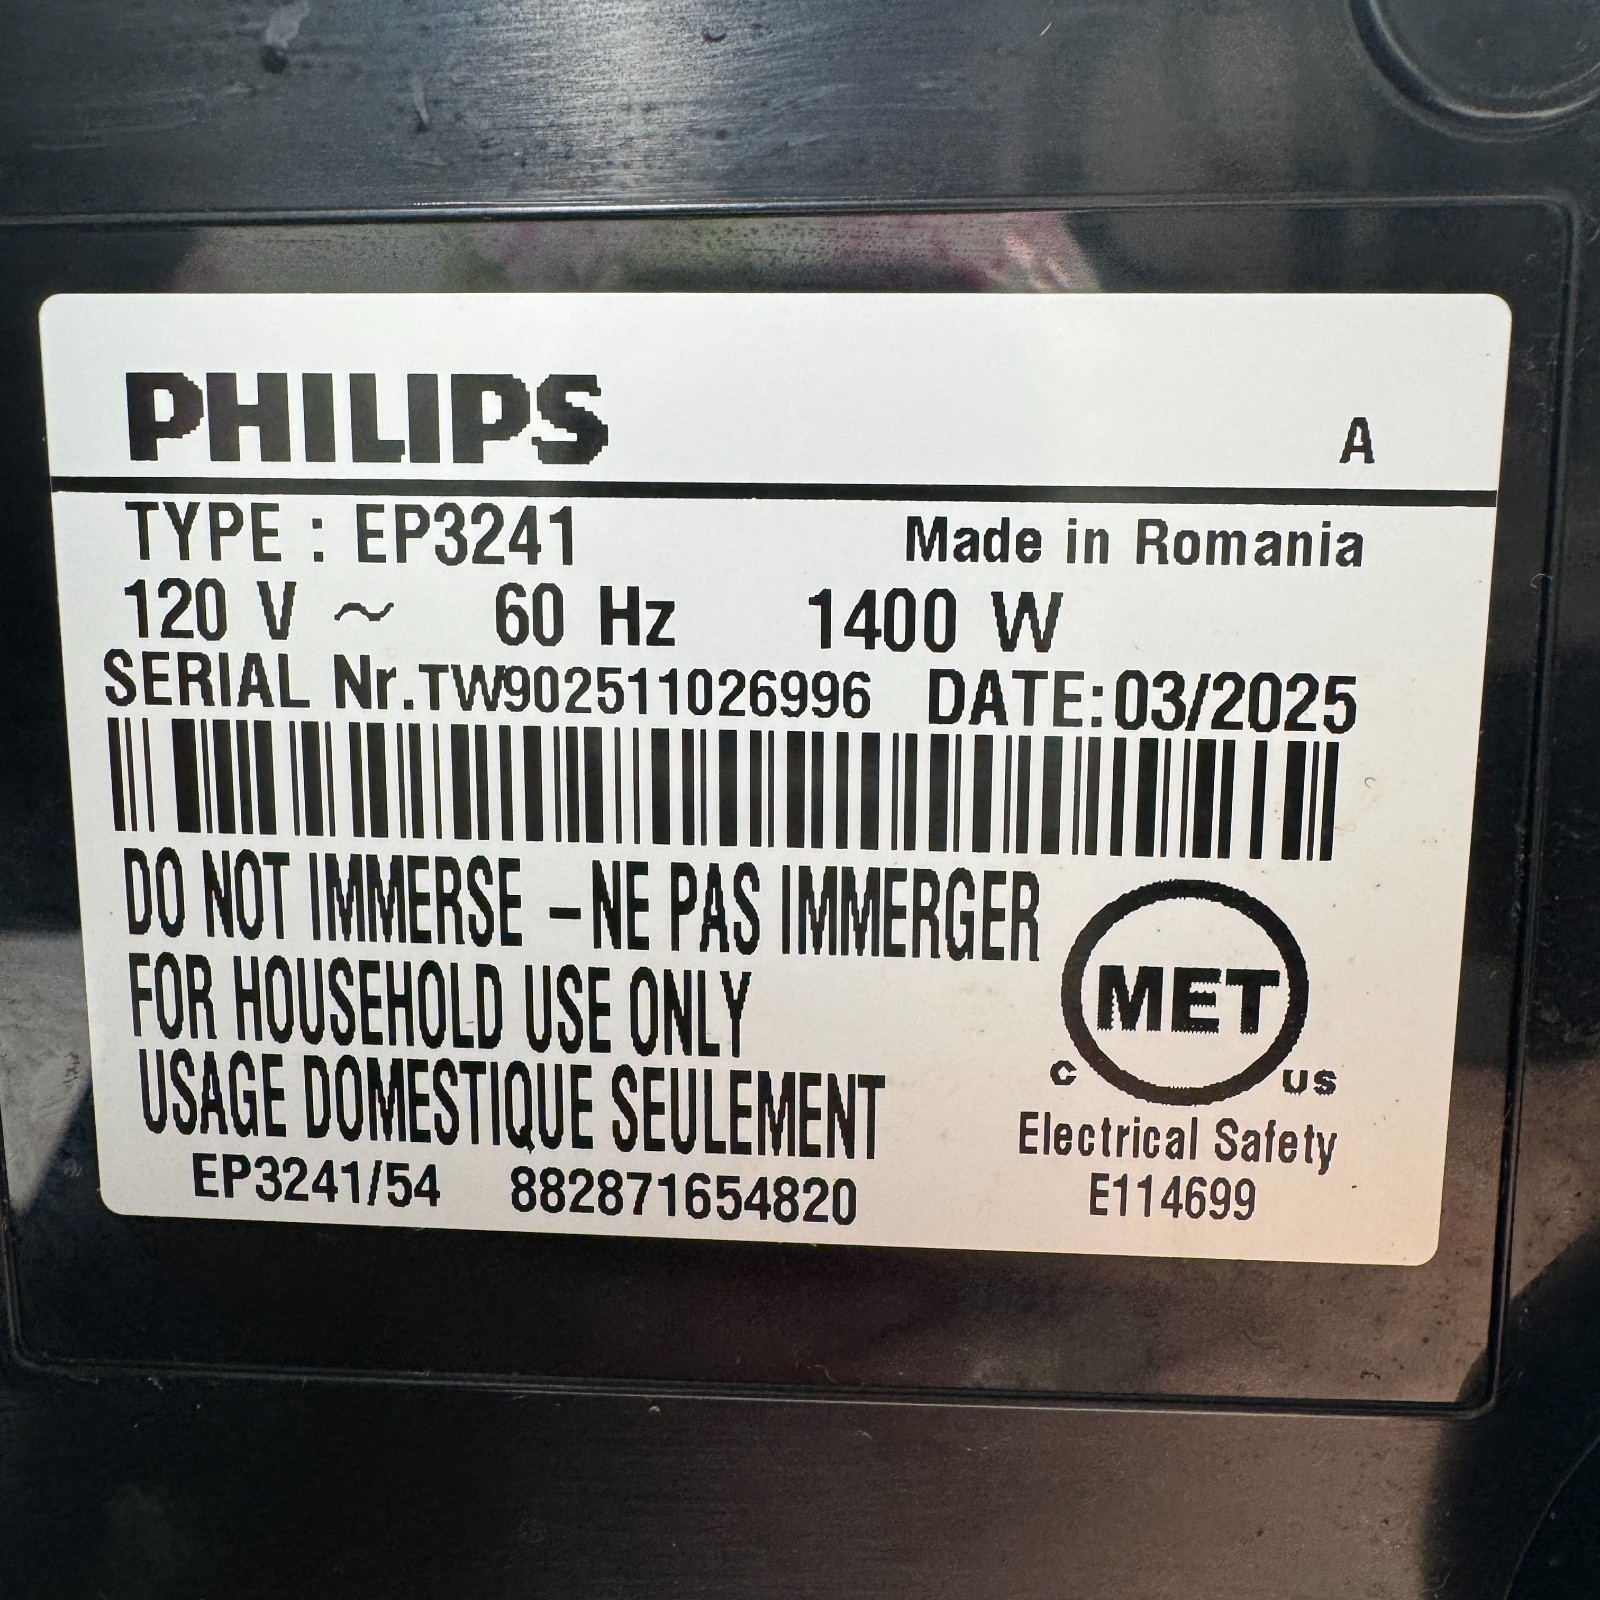 PHILIPS
A
TYPE : EP3241 Made in Romania
120 V ~ 60 Hz 1400 W
SERIAL Nr.TW902511026996 DATE:03/2025
DO NOT IMMERSE – NE PAS IMMERGER
FOR HOUSEHOLD USE ONLY
USAGE DOMESTIQUE SEULEMENT
EP3241/54 882871654820
MET
C US
Electrical Safety
E114699